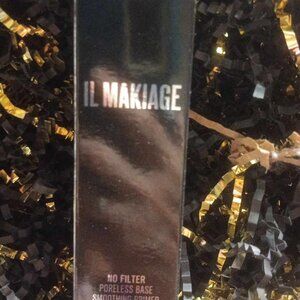 IL MAKIAGE
NO FILTER
PORELESS BASE
SMOOTHING PRIMER